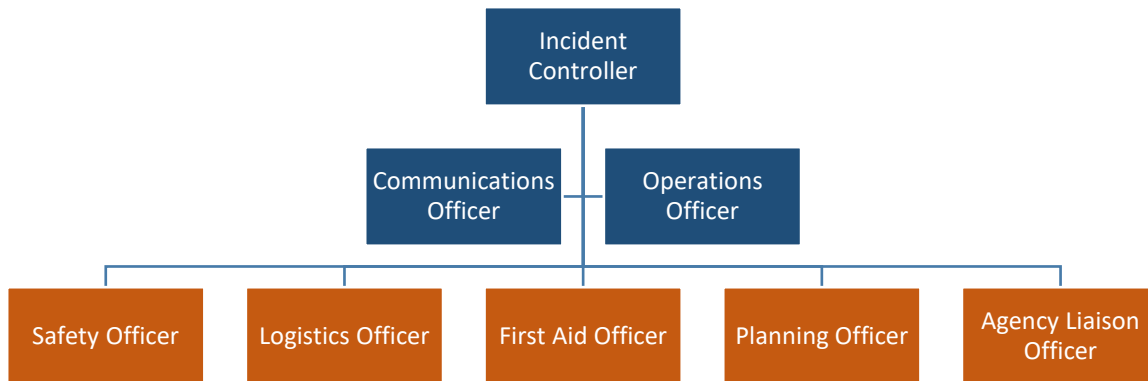 Incident
Controller
Communications
Officer
Operations
Officer
Safety Officer
Logistics Officer
First Aid Officer
Planning Officer
Agency Liaison
Officer